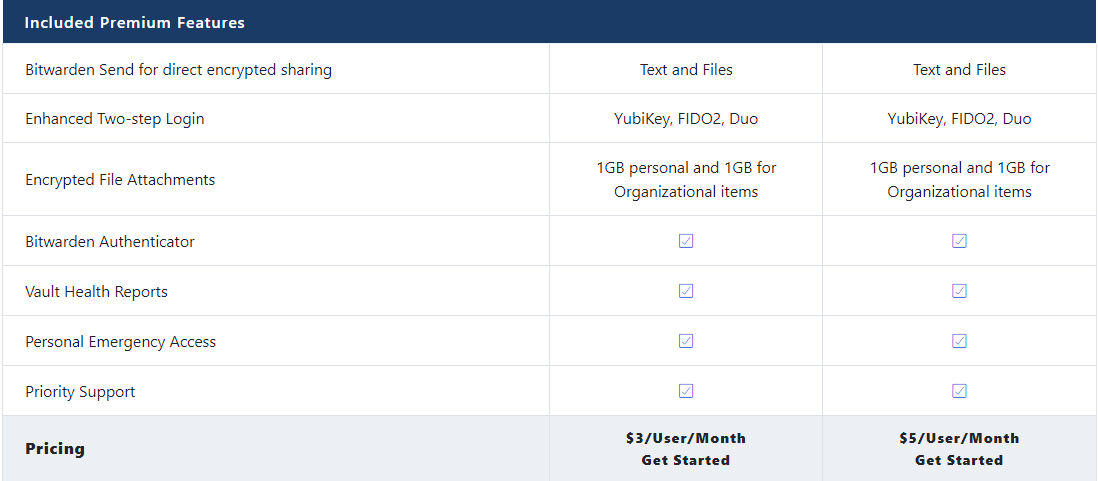 Included Premium Features
Bitwarden Send for direct encrypted sharing Text and Files Text and Files
Enhanced Two-step Login YubiKey, FIDO2, Duo YubiKey, FIDO2, Duo
Encrypted File Attachments
1GB personal and 1GB for
Organizational items
1GB personal and 1GB for
Organizational items
Bitwarden Authenticator
Vault Health Reports
Personal Emergency Access
Priority Support
Pricing
$3/User/Month
Get Started
$5/User/Month
Get Started